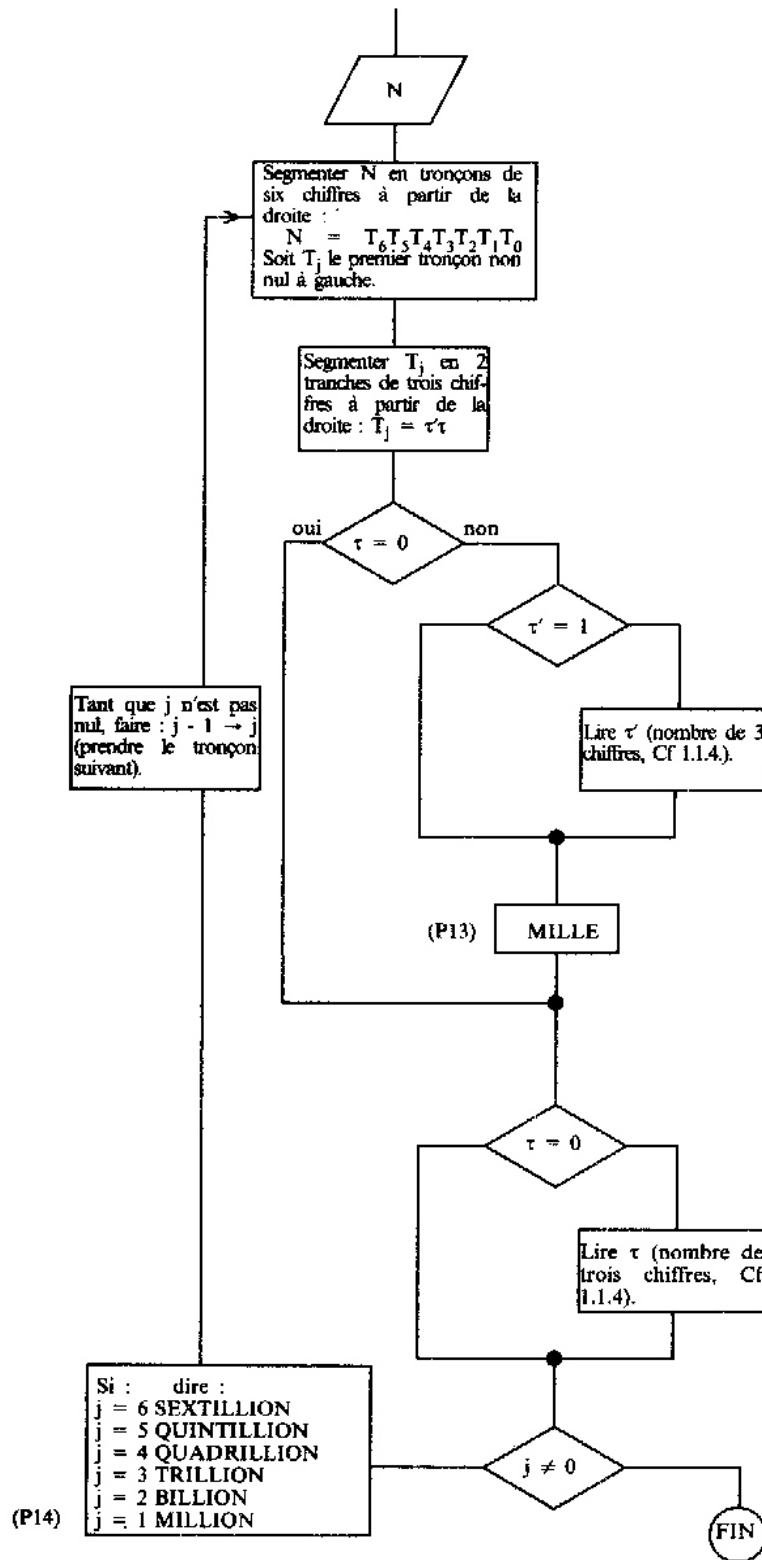 N
Segmenter N en tronçons de
six chiffres à partir de la
droite :
N = T₆T₅T₄T₃T₂T₁T₀
Soit Tⱼ le premier tronçon non
nul à gauche.
Segmenter Tⱼ en 2
tranches de trois chif-
fres à partir de la
droite : Tⱼ = τ'τ
oui
τ = 0
non
τ' = 1
Tant que j n'est pas
nul, faire : j - 1 → j
(prendre le tronçon
suivant).
Lire τ' (nombre de 3
chiffres, Cf 1.1.4.).
(P13)
MILLE
τ = 0
Lire τ (nombre de
trois chiffres, Cf
1.1.4).
Si : dire :
j = 6 SEXTILLION
j = 5 QUINTILLION
j = 4 QUADRILLION
j = 3 TRILLION
j = 2 BILLION
j = 1 MILLION
(P14)
j ≠ 0
FIN